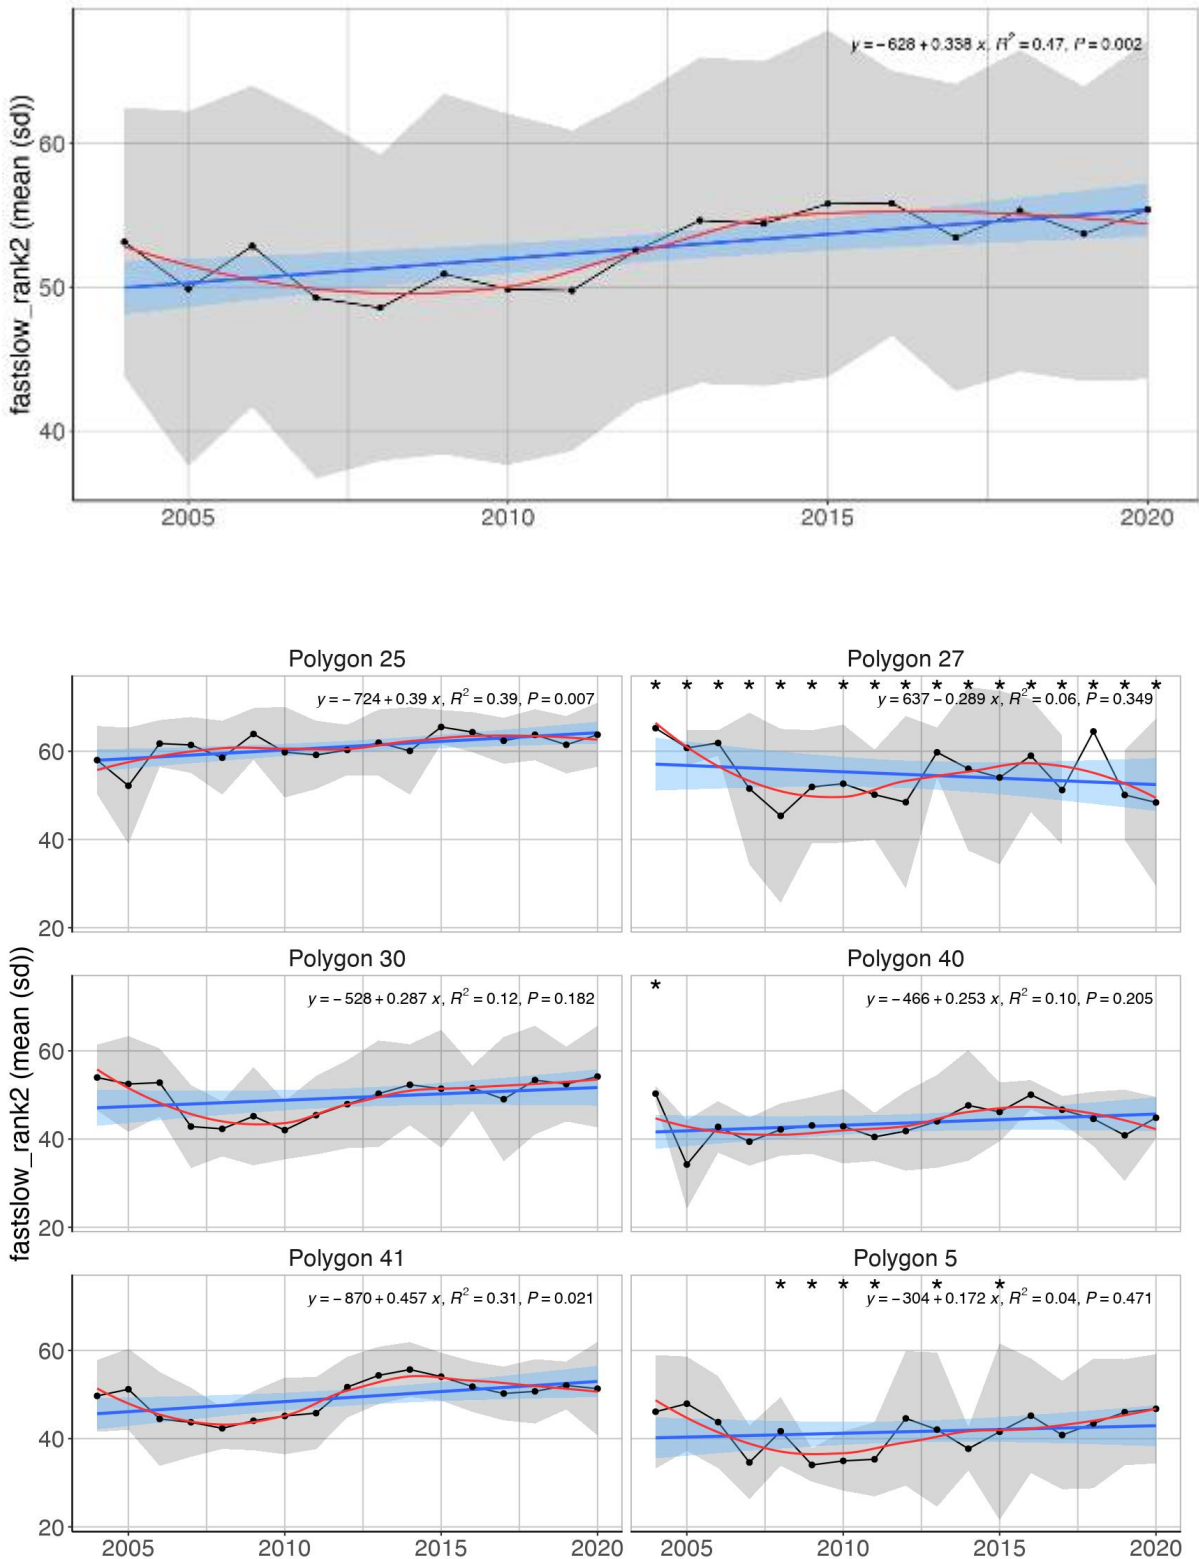 y = −628 + 0.338 x, R² = 0.47, P = 0.002
fastslow_rank2 (mean (sd))
60
50
40
2005 2010 2015 2020
Polygon 25 Polygon 27
* * * * * * * * * * * * * * * * *
y = −724 + 0.39 x, R² = 0.39, P = 0.007 y = 637 − 0.289 x, R² = 0.06, P = 0.349
60
40
20
Polygon 30 Polygon 40
*
y = −528 + 0.287 x, R² = 0.12, P = 0.182 y = −466 + 0.253 x, R² = 0.10, P = 0.205
fastslow_rank2 (mean (sd))
60
40
20
Polygon 41 Polygon 5
* * * * * *
y = −870 + 0.457 x, R² = 0.31, P = 0.021 y = −304 + 0.172 x, R² = 0.04, P = 0.471
60
40
20
2005 2010 2015 2020 2005 2010 2015 2020